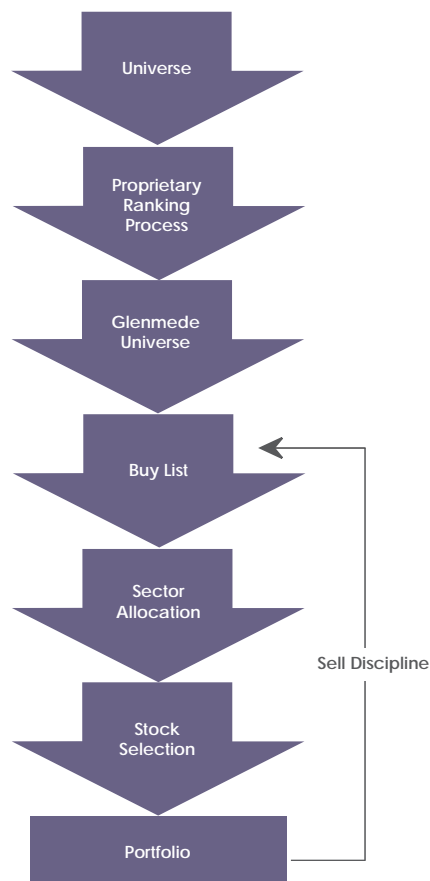 Universe
Proprietary
Ranking
Process
Glenmede
Universe
Buy List
Sector
Allocation
Sell Discipline
Stock
Selection
Portfolio